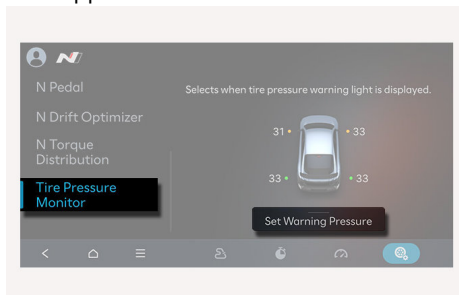 N
N Pedal
Selects when tire pressure warning light is displayed.
N Drift Optimizer
31 33
N Torque
Distribution
33 33
Tire Pressure
Monitor
Set Warning Pressure